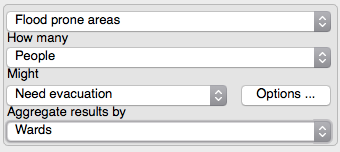 Flood prone areas
How many
People
Might
Need evacuation Options ...
Aggregate results by
Wards